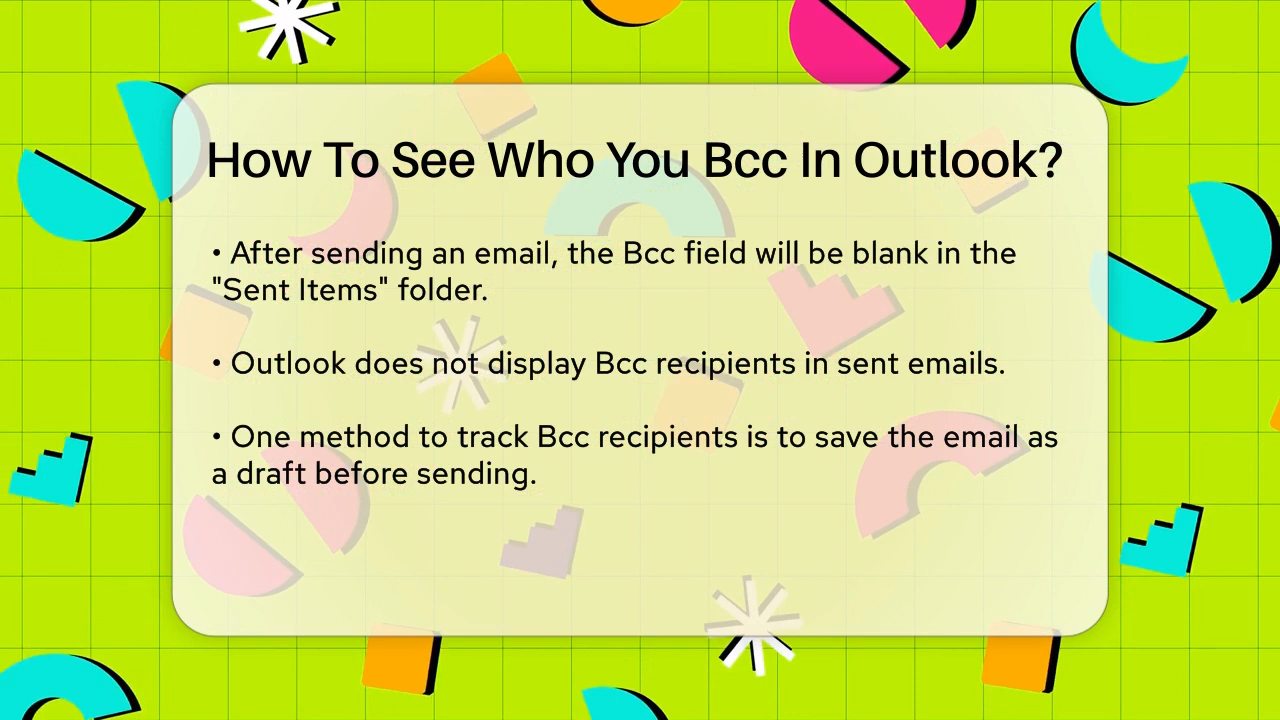 How To See Who You Bcc In Outlook?
• After sending an email, the Bcc field will be blank in the
"Sent Items" folder.
• Outlook does not display Bcc recipients in sent emails.
• One method to track Bcc recipients is to save the email as
a draft before sending.